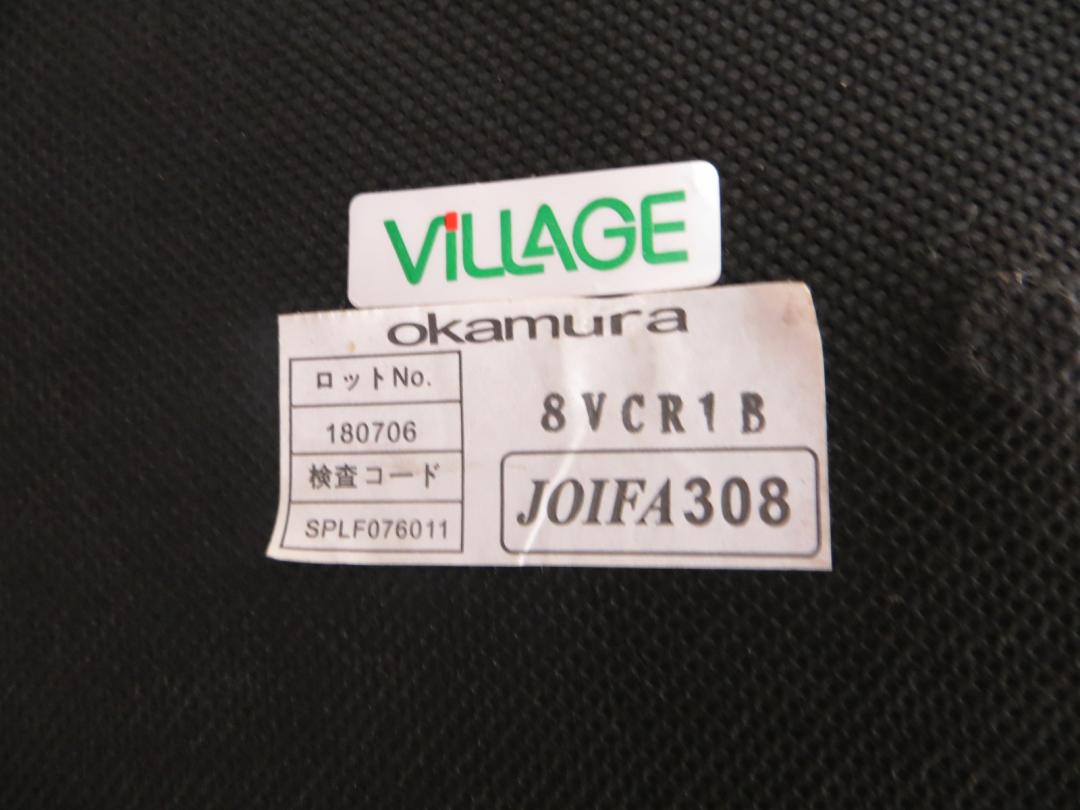 ViLLAGE
okamura
ロットNo.
180706
検査コード
SPLF076011
8VCR1B
JOIFA308